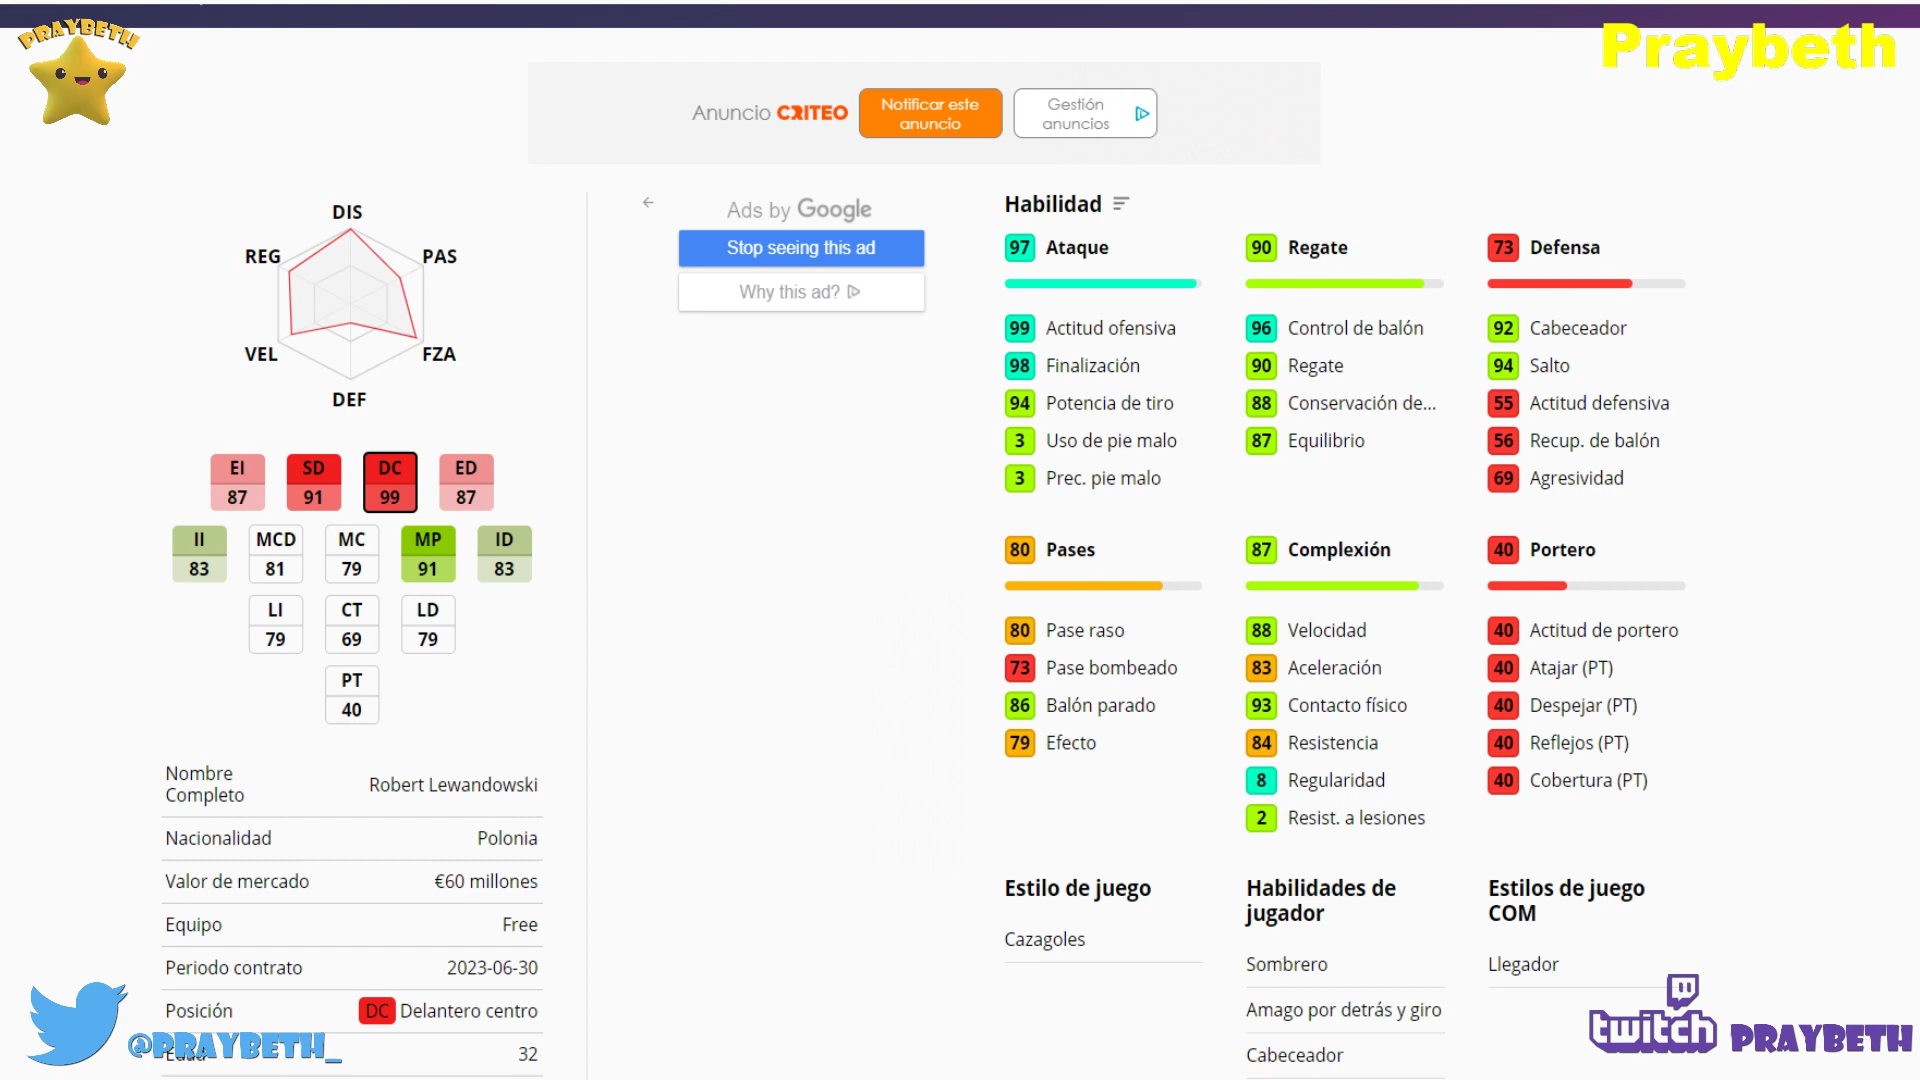 PRAYBETH
Praybeth
Anuncio CRITEO
Notificar este
anuncio
Gestión
anuncios
DIS
REG
PAS
VEL
FZA
DEF
EI
87
SD
91
DC
99
ED
87
II
83
MCD
81
MC
79
MP
91
ID
83
LI
79
CT
69
LD
79
PT
40
Nombre
Completo
Robert Lewandowski
Nacionalidad
Polonia
Valor de mercado
€60 millones
Equipo
Free
Periodo contrato
2023-06-30
Posición
DC Delantero centro
Edad
32
@PRAYBETH_
Ads by Google
Stop seeing this ad
Why this ad?
Habilidad
97 Ataque
99 Actitud ofensiva
98 Finalización
94 Potencia de tiro
3 Uso de pie malo
3 Prec. pie malo
90 Regate
96 Control de balón
90 Regate
88 Conservación de...
87 Equilibrio
73 Defensa
92 Cabeceador
94 Salto
55 Actitud defensiva
56 Recup. de balón
69 Agresividad
80 Pases
80 Pase raso
73 Pase bombeado
86 Balón parado
79 Efecto
87 Complexión
88 Velocidad
83 Aceleración
93 Contacto físico
84 Resistencia
8 Regularidad
2 Resist. a lesiones
40 Portero
40 Actitud de portero
40 Atajar (PT)
40 Despejar (PT)
40 Reflejos (PT)
40 Cobertura (PT)
Estilo de juego
Cazagoles
Habilidades de
jugador
Sombrero
Amago por detrás y giro
Cabeceador
Estilos de juego
COM
Llegador
twitch PRAYBETH